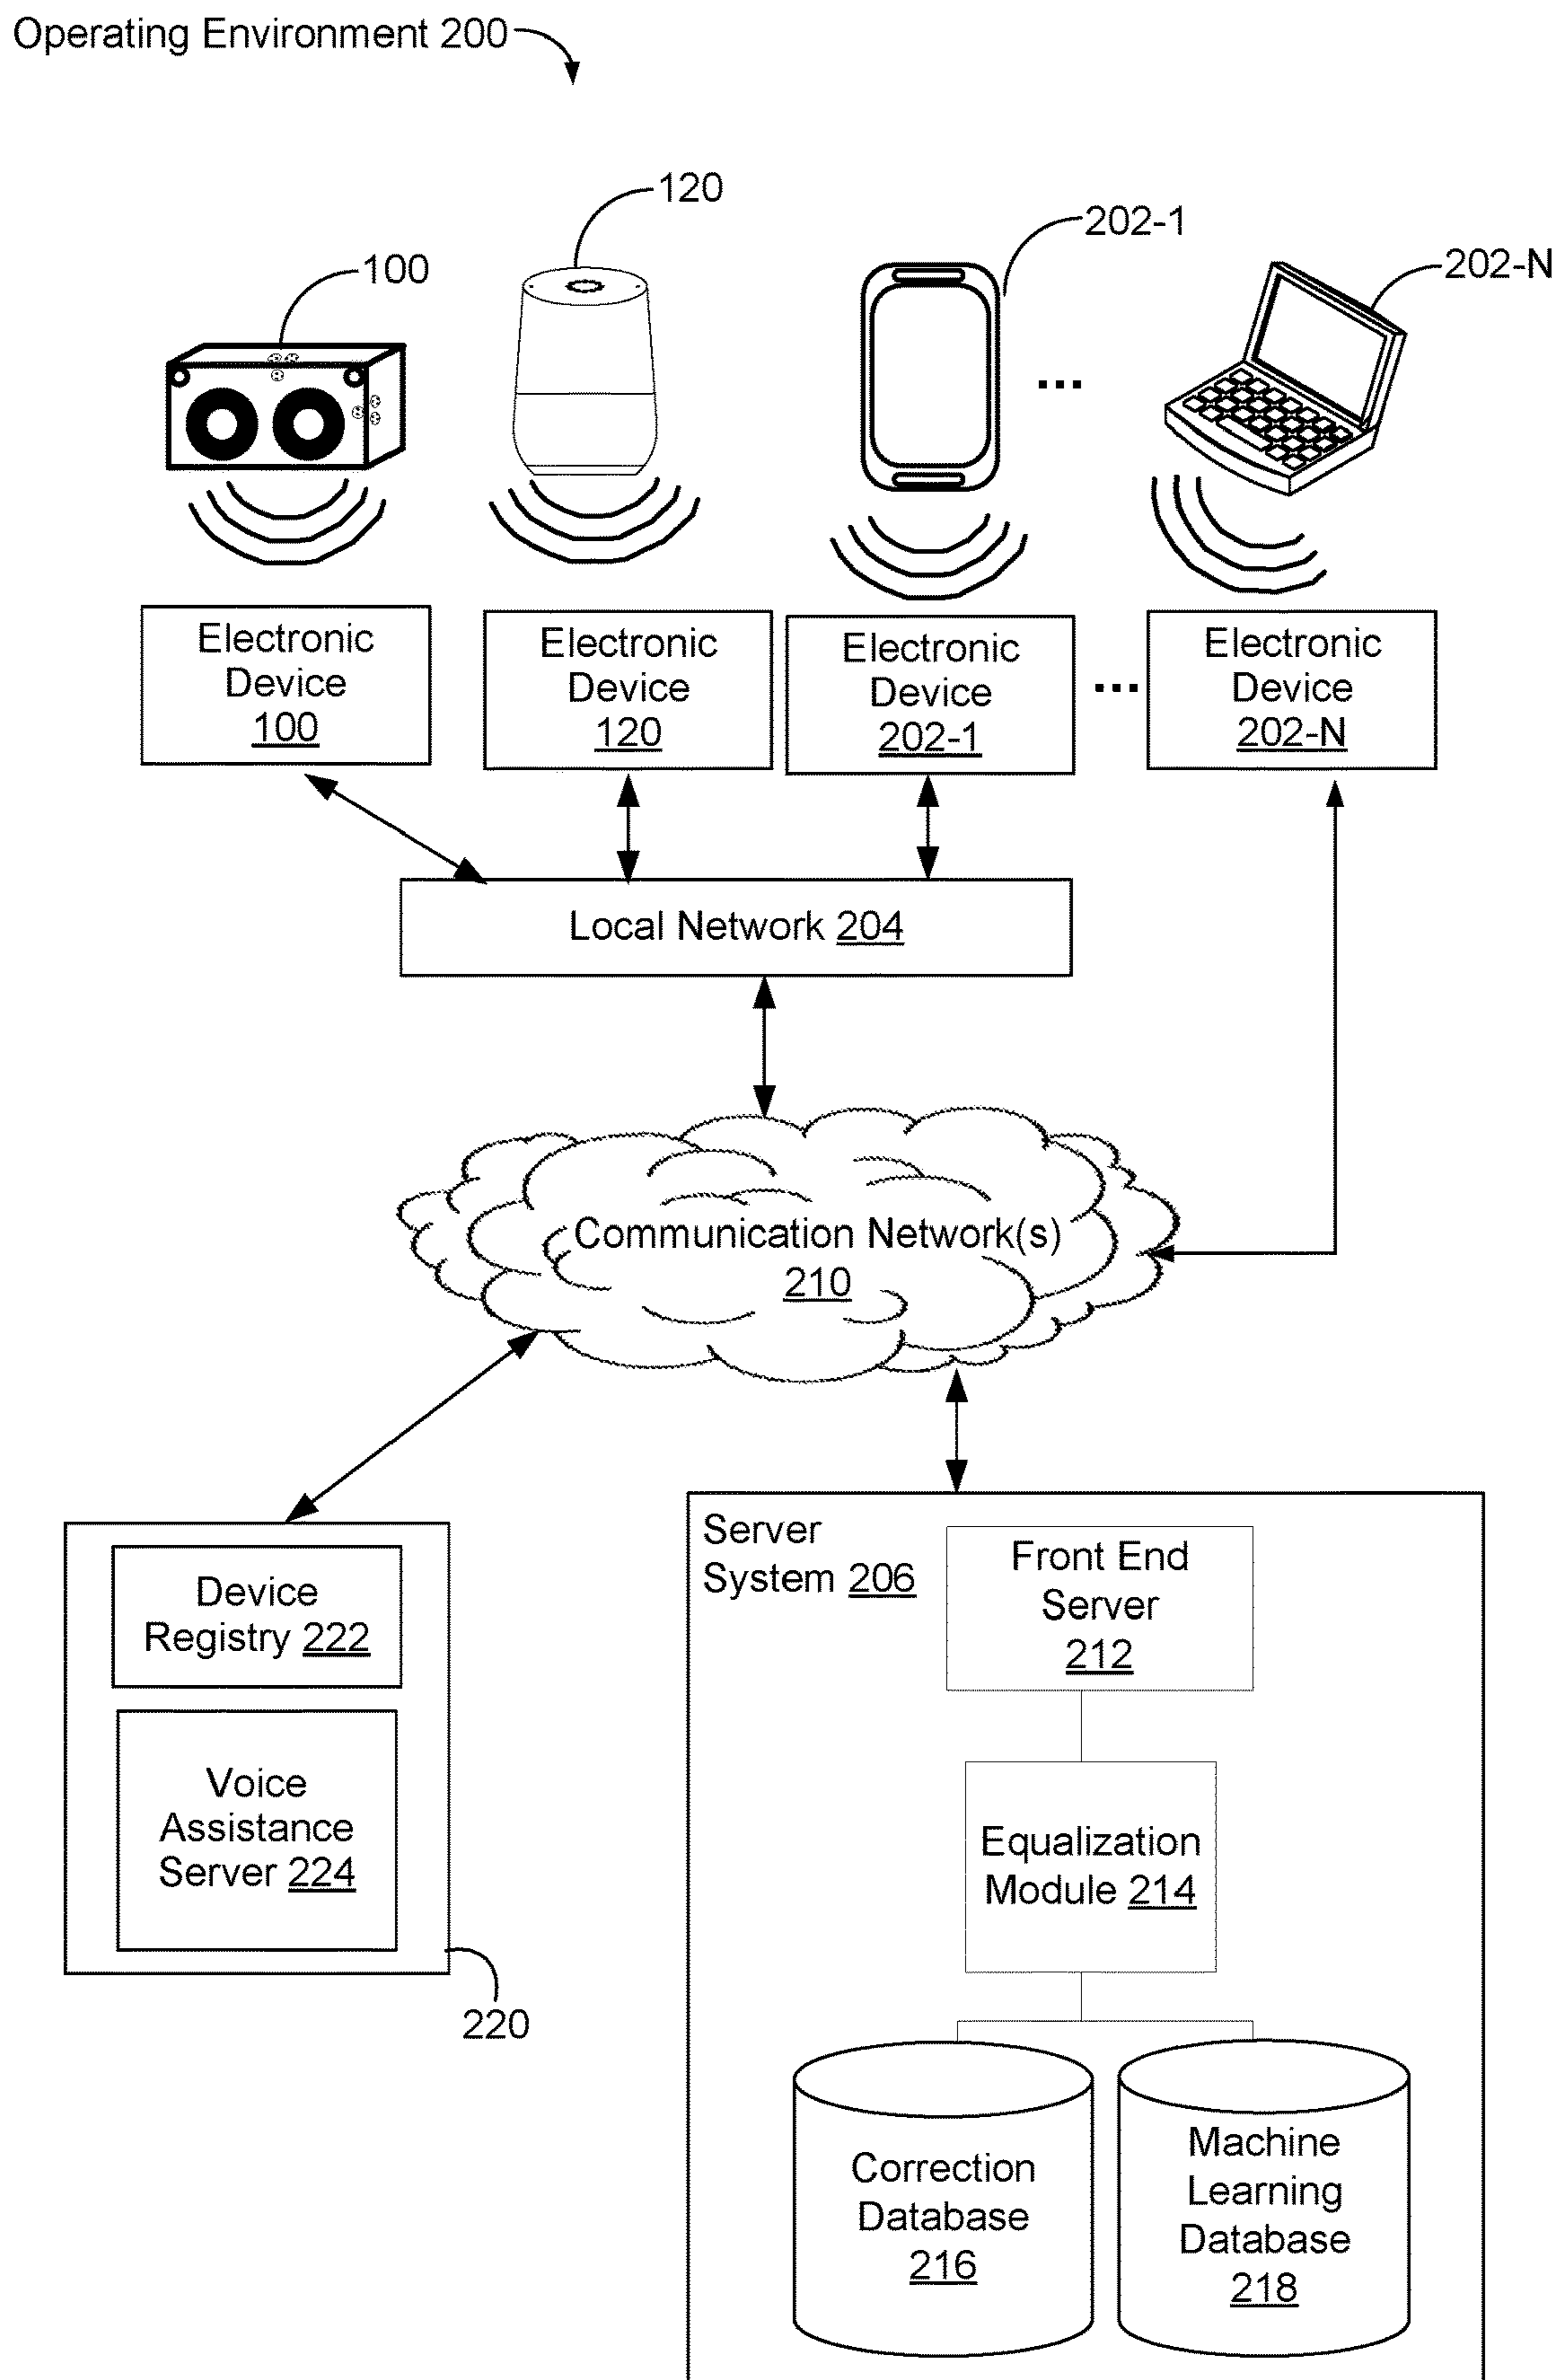 Operating Environment 200
120
202-1
100
202-N
...
Electronic
Device
100
Electronic
Device
120
Electronic
Device
202-1
...
Electronic
Device
202-N
Local Network 204
Communication Network(s)
210
Device
Registry 222
Voice
Assistance
Server 224
220
Server
System 206
Front End
Server
212
Equalization
Module 214
Correction
Database
216
Machine
Learning
Database
218